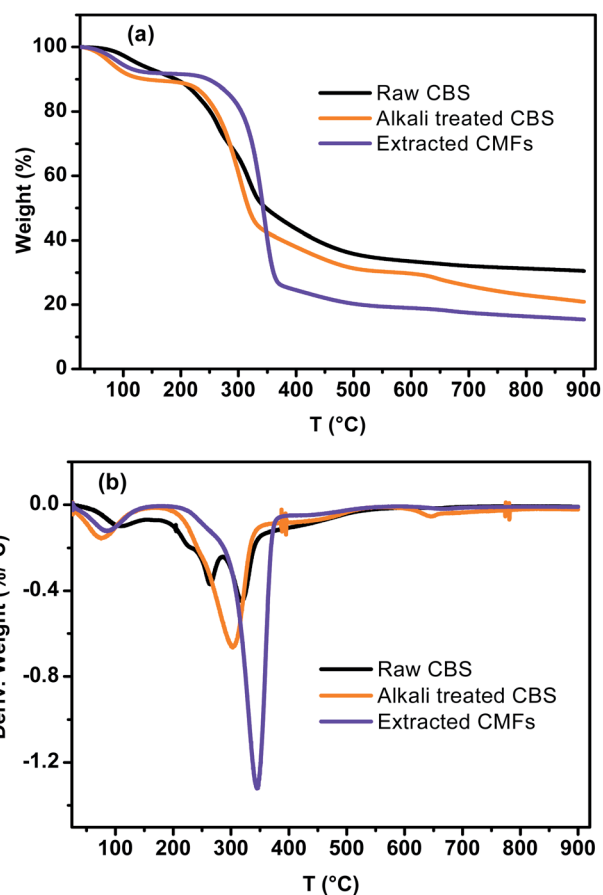 (a)
100
80
60
40
20
0
Weight (%)
Raw CBS
Alkali treated CBS
Extracted CMFs
0 100 200 300 400 500 600 700 800 900
T (°C)
(b)
0.0
-0.4
-0.8
-1.2
Weight (%/°C)
Raw CBS
Alkali treated CBS
Extracted CMFs
100 200 300 400 500 600 700 800 900
T (°C)